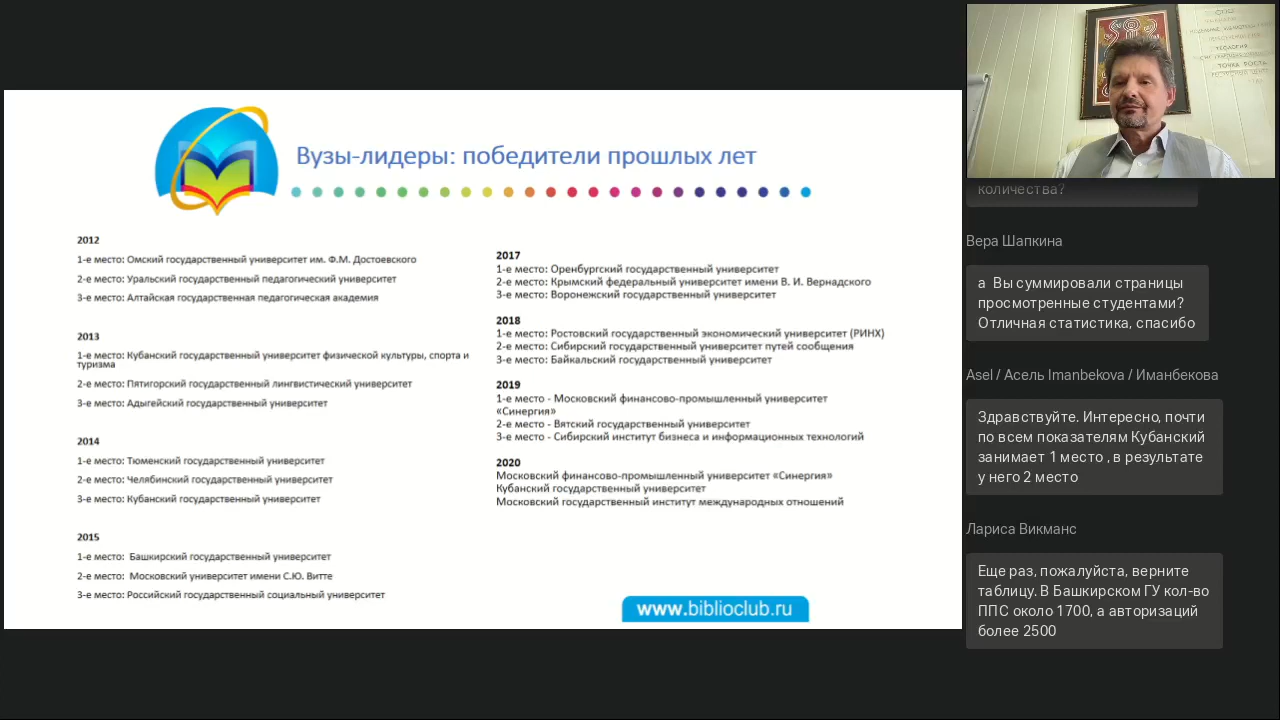 Вузы-лидеры: победители прошлых лет
2012
1-е место: Омский государственный университет им. Ф.М. Достоевского
2-е место: Уральский государственный педагогический университет
3-е место: Алтайская государственная педагогическая академия
2013
1-е место: Кубанский государственный университет физической культуры, спорта и
туризма
2-е место: Пятигорский государственный лингвистический университет
3-е место: Адыгейский государственный университет
2014
1-е место: Тюменский государственный университет
2-е место: Челябинский государственный университет
3-е место: Кубанский государственный университет
2015
1-е место: Башкирский государственный университет
2-е место: Московский университет имени С.Ю. Витте
3-е место: Российский государственный социальный университет
2017
1-е место: Оренбургский государственный университет
2-е место: Крымский федеральный университет имени В. И. Вернадского
3-е место: Воронежский государственный университет
2018
1-е место: Ростовский государственный экономический университет (РИНХ)
2-е место: Сибирский государственный университет путей сообщения
3-е место: Байкальский государственный университет
2019
1-е место - Московский финансово-промышленный университет
«Синергия»
2-е место - Вятский государственный университет
3-е место - Сибирский институт бизнеса и информационных технологий
2020
Московский финансово-промышленный университет «Синергия»
Кубанский государственный университет
Московский государственный институт международных отношений
www.biblioclub.ru
ТЕОЛОГИЯ
ТОЧКА РОСТА
количества?
Вера Шапкина
а Вы суммировали страницы
просмотренные студентами?
Отличная статистика, спасибо
Asel / Асель Imanbekova / Иманбекова
Здравствуйте. Интересно, почти
по всем показателям Кубанский
занимает 1 место , в результате
у него 2 место
Лариса Викманс
Еще раз, пожалуйста, верните
таблицу. В Башкирском ГУ кол-во
ППС около 1700, а авторизаций
более 2500